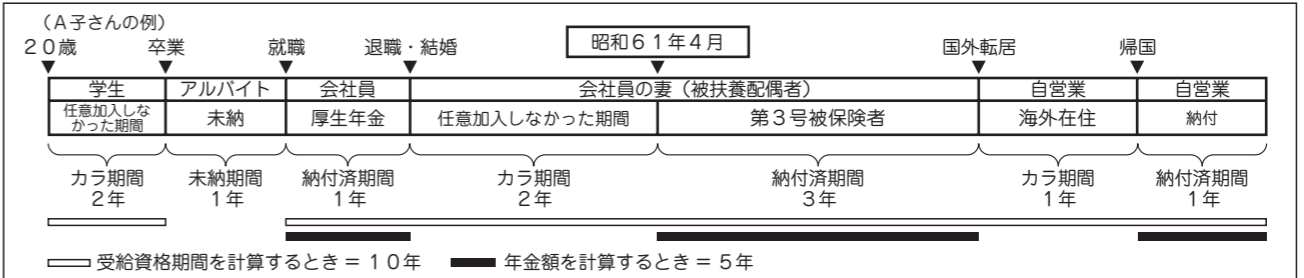 （Ａ子さんの例）
２０歳 卒業 就職 退職・結婚 昭和６１年４月 国外転居 帰国
学生 アルバイト 会社員 会社員の妻（被扶養配偶者） 自営業 自営業
任意加入しな
かった期間 未納 厚生年金 任意加入しなかった期間 第３号被保険者 海外在住 納付
カラ期間 未納期間 納付済期間 カラ期間 納付済期間 カラ期間 納付済期間
２年 １年 １年 ２年 ３年 １年 １年
受給資格期間を計算するとき＝１０年 年金額を計算するとき＝５年